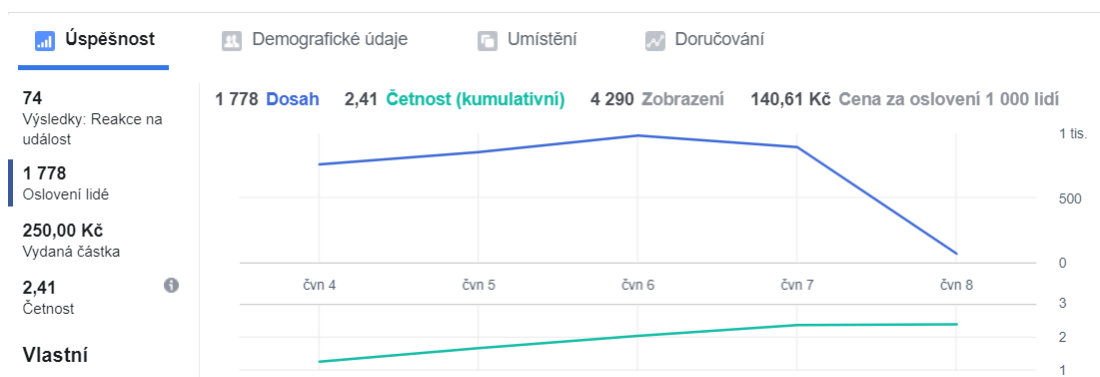 Úspěšnost
Demografické údaje
Umístění
Doručování
74
Výsledky: Reakce na
událost
1 778
Oslovení lidé
250,00 Kč
Vydaná částka
2,41
Četnost
Vlastní
1 778 Dosah 2,41 Četnost (kumulativní) 4 290 Zobrazení 140,61 Kč Cena za oslovení 1 000 lidí
1 tis.
500
0
čvn 4 čvn 5 čvn 6 čvn 7 čvn 8
3
2
1